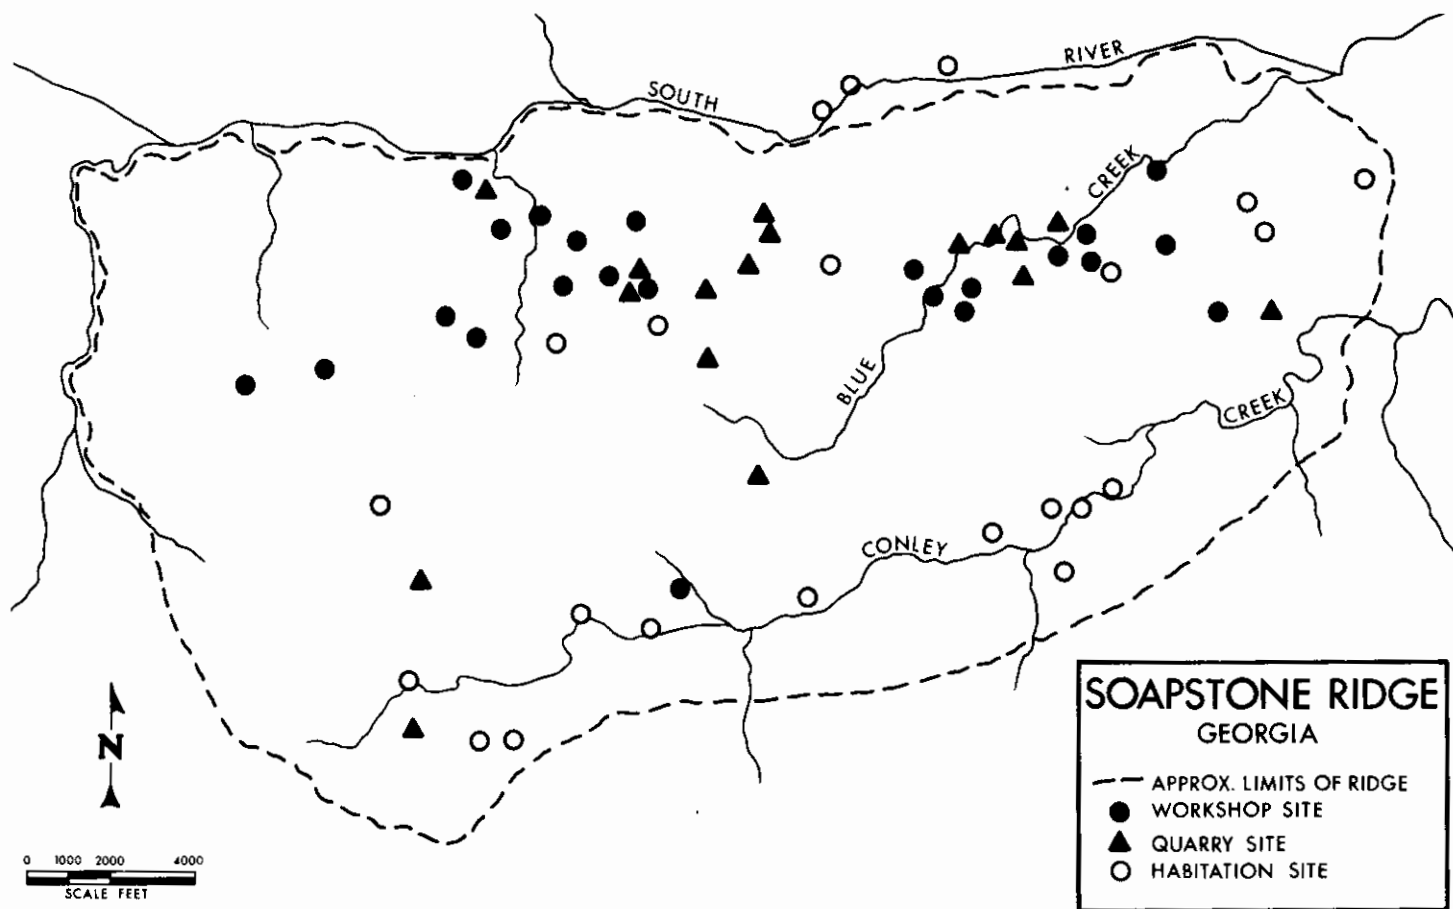 SOUTH
RIVER
CREEK
BLUE
CREEK
CONLEY
N
0 1000 2000 4000
SCALE FEET
SOAPSTONE RIDGE
GEORGIA
APPROX. LIMITS OF RIDGE
WORKSHOP SITE
QUARRY SITE
HABITATION SITE